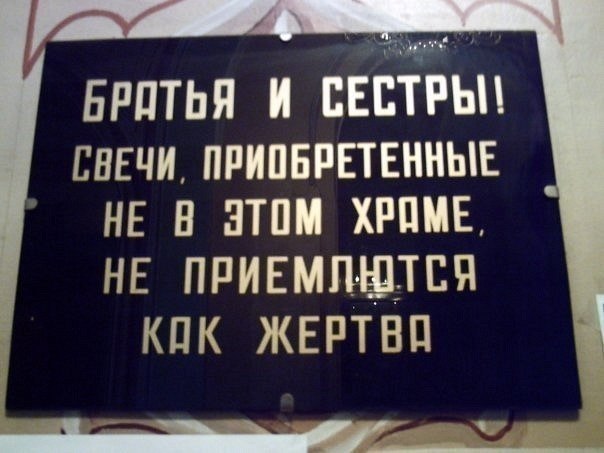 БРАТЬЯ И СЕСТРЫ!
СВЕЧИ, ПРИОБРЕТЕННЫЕ
НЕ В ЭТОМ ХРАМЕ,
НЕ ПРИЕМЛЮТСЯ
КАК ЖЕРТВА